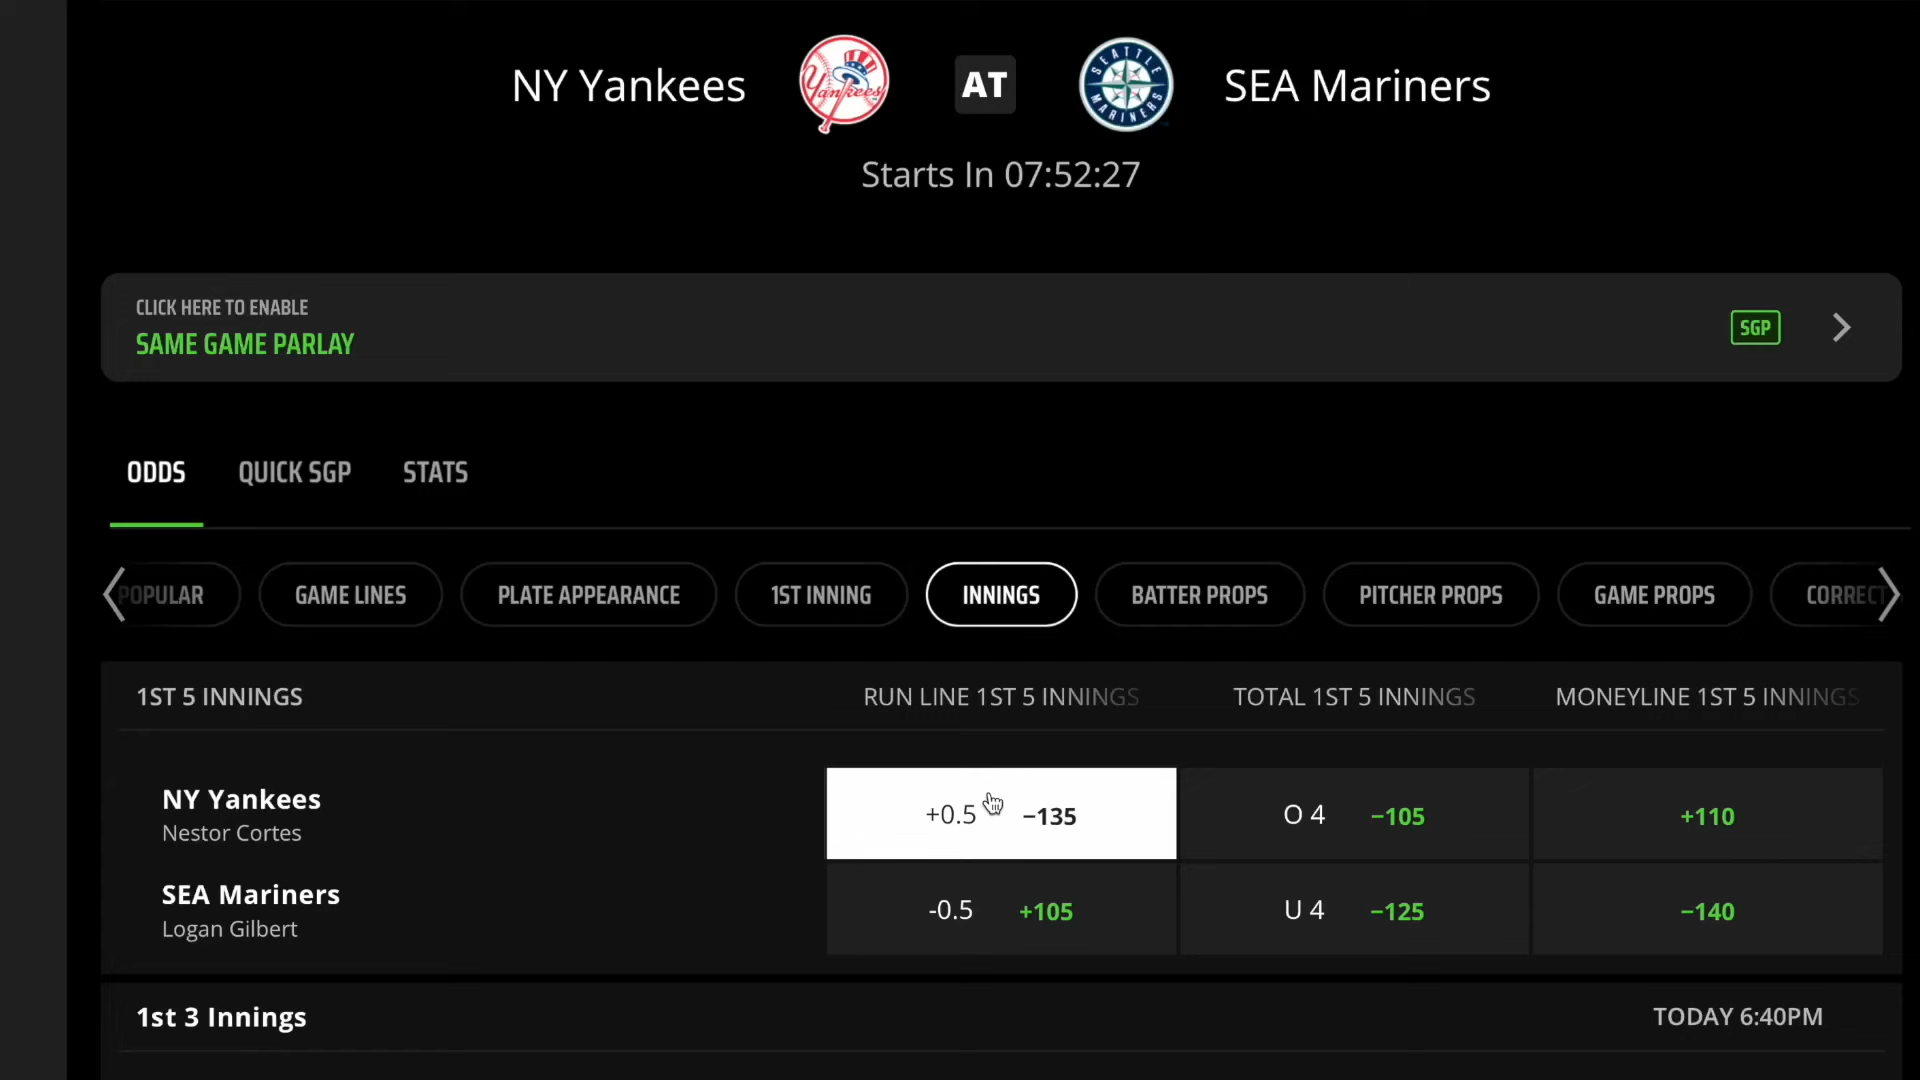 NY Yankees
Yankees
AT
SEATTLE MARINERS
SEA Mariners
Starts In 07:52:27
CLICK HERE TO ENABLE
SAME GAME PARLAY
SGP
ODDS
QUICK SGP
STATS
POPULAR
GAME LINES
PLATE APPEARANCE
1ST INNING
INNINGS
BATTER PROPS
PITCHER PROPS
GAME PROPS
CORRECT
1ST 5 INNINGS
RUN LINE 1ST 5 INNINGS
TOTAL 1ST 5 INNINGS
MONEYLINE 1ST 5 INNINGS
NY Yankees
Nestor Cortes
+0.5 −135
O 4 −105
+110
SEA Mariners
Logan Gilbert
-0.5 +105
U 4 −125
−140
1st 3 Innings
TODAY 6:40PM